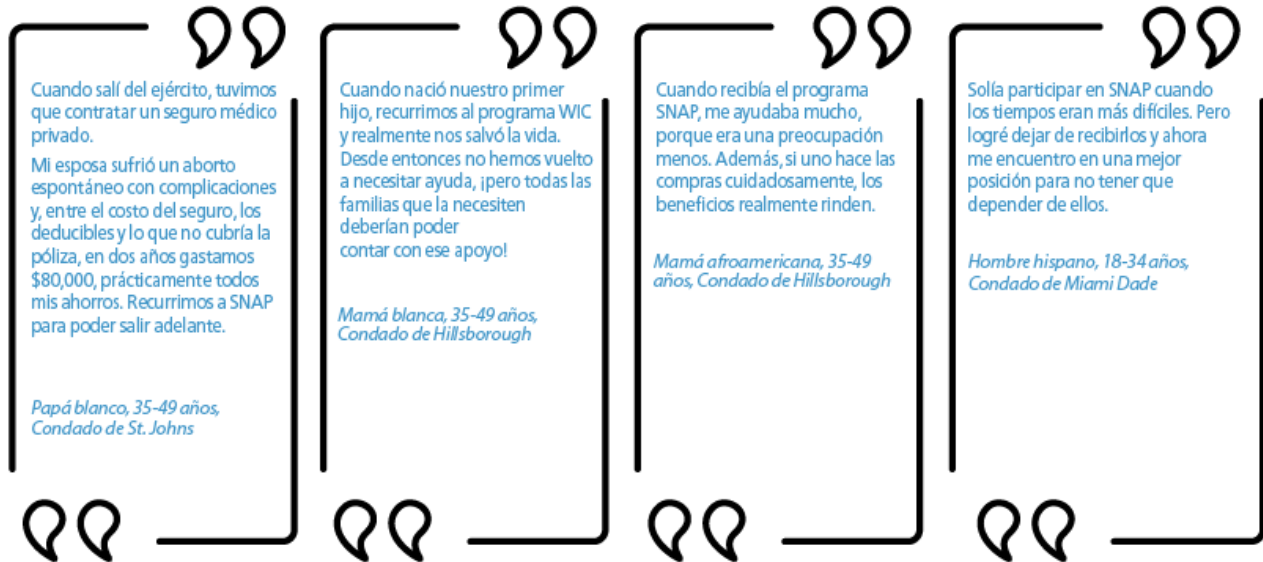 Cuando salí del ejército, tuvimos
que contratar un seguro médico
privado.
Mi esposa sufrió un aborto
espontáneo con complicaciones
y, entre el costo del seguro, los
deducibles y lo que no cubría la
póliza, en dos años gastamos
$80,000, prácticamente todos
mis ahorros. Recurrimos a SNAP
para poder salir adelante.
Papá blanco, 35-49 años,
Condado de St. Johns
Cuando nació nuestro primer
hijo, recurrimos al programa WIC
y realmente nos salvó la vida.
Desde entonces no hemos vuelto
a necesitar ayuda, ¡pero todas las
familias que la necesiten
deberían poder
contar con ese apoyo!
Mamá blanca, 35-49 años,
Condado de Hillsborough
Cuando recibía el programa
SNAP, me ayudaba mucho,
porque era una preocupación
menos. Además, si uno hace las
compras cuidadosamente, los
beneficios realmente rinden.
Mamá afroamericana, 35-49
años, Condado de Hillsborough
Solía participar en SNAP cuando
los tiempos eran más difíciles. Pero
logré dejar de recibirlos y ahora
me encuentro en una mejor
posición para no tener que
depender de ellos.
Hombre hispano, 18-34 años,
Condado de Miami Dade